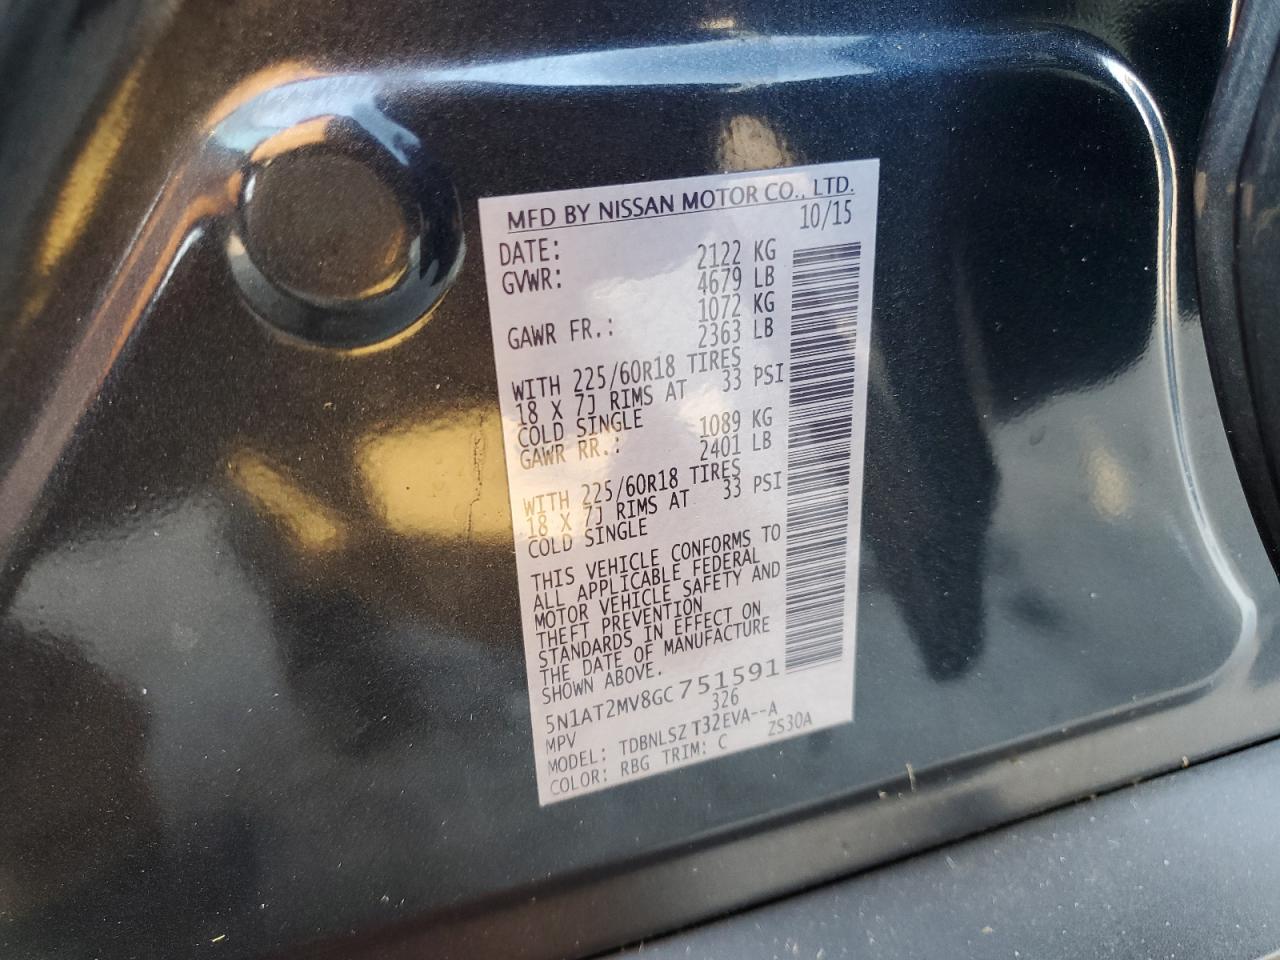 MFD BY NISSAN MOTOR CO., LTD.
10/15
DATE:
2122 KG
GVWR:
4679 LB
1072 KG
GAWR FR.:
2363 LB
WITH 225/60R18 TIRES
18 X 7J RIMS AT 33 PSI
COLD SINGLE
1089 KG
GAWR RR.:
2401 LB
WITH 225/60R18 TIRES
18 X 7J RIMS AT 33 PSI
COLD SINGLE
THIS VEHICLE CONFORMS TO
ALL APPLICABLE FEDERAL
MOTOR VEHICLE SAFETY AND
THEFT PREVENTION
STANDARDS IN EFFECT ON
THE DATE OF MANUFACTURE
SHOWN ABOVE.
5N1AT2MV8GC751591
MPV 326
MODEL: TDBNLSZ T32EVA--A
COLOR: RBG TRIM: C ZS30A